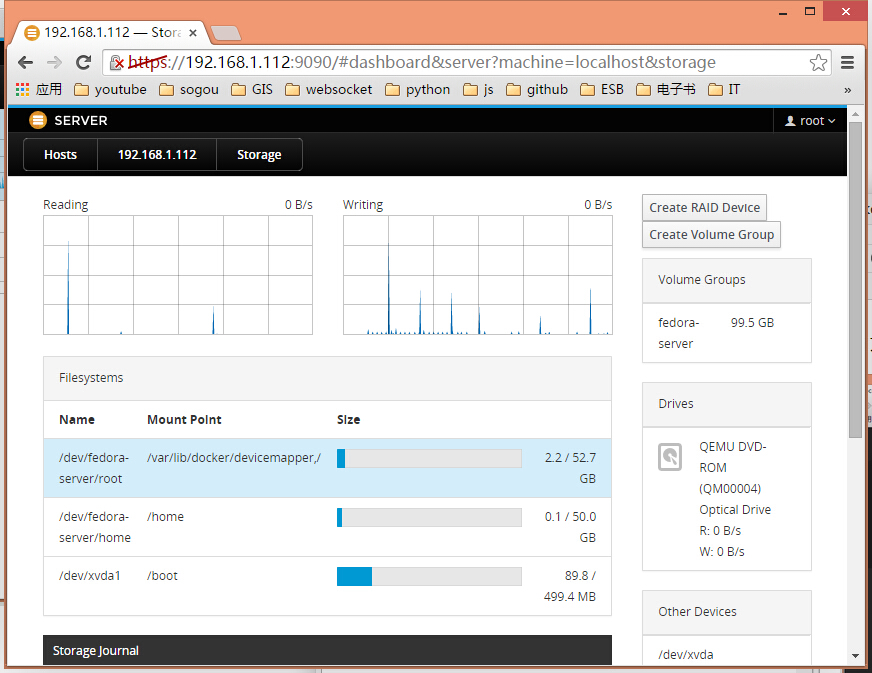 192.168.1.112 — Stora
https://192.168.1.112:9090/#dashboard&server?machine=localhost&storage
应用 youtube sogou GIS websocket python js github ESB 电子书 IT »
SERVER root
Hosts 192.168.1.112 Storage
Reading 0 B/s Writing 0 B/s
Create RAID Device
Create Volume Group
Volume Groups
fedora- 99.5 GB
server
Filesystems
Name Mount Point Size
/dev/fedora- /var/lib/docker/devicemapper,/ 2.2 / 52.7
server/root GB
/dev/fedora- /home 0.1 / 50.0
server/home GB
/dev/xvda1 /boot 89.8 /
499.4 MB
Drives
QEMU DVD-
ROM
(QM00004)
Optical Drive
R: 0 B/s
W: 0 B/s
Other Devices
/dev/xvda
Storage Journal